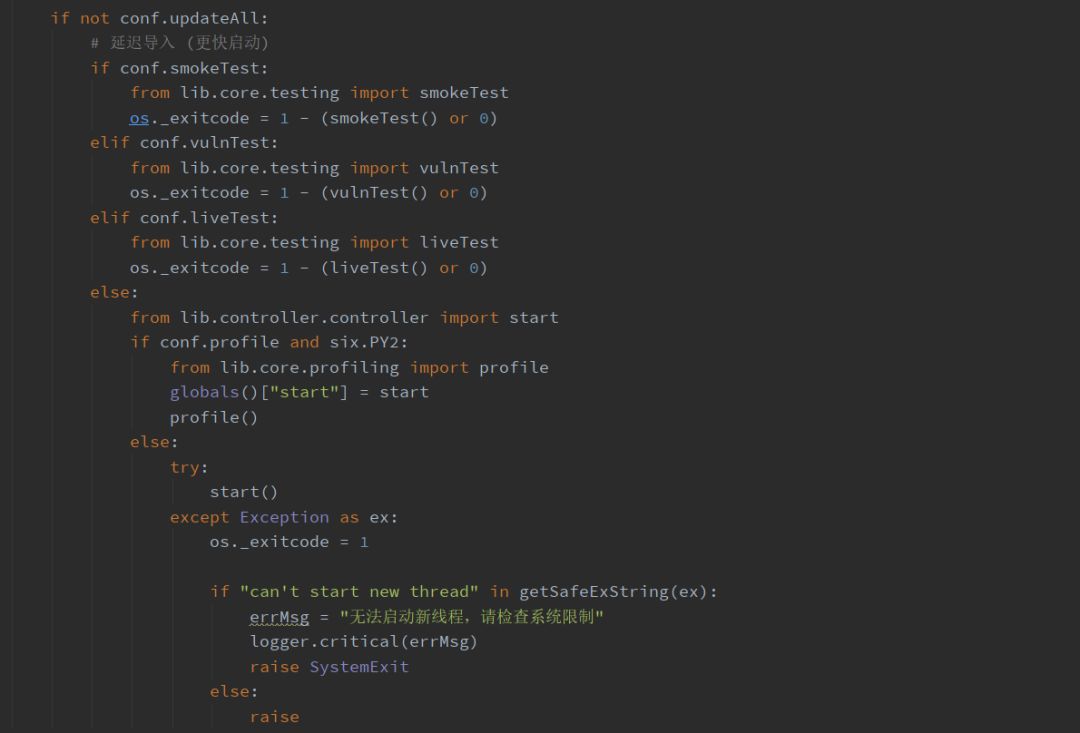 if not conf.updateAll:
# 延迟导入 (更快启动)
if conf.smokeTest:
from lib.core.testing import smokeTest
os._exitcode = 1 - (smokeTest() or 0)
elif conf.vulnTest:
from lib.core.testing import vulnTest
os._exitcode = 1 - (vulnTest() or 0)
elif conf.liveTest:
from lib.core.testing import liveTest
os._exitcode = 1 - (liveTest() or 0)
else:
from lib.controller.controller import start
if conf.profile and six.PY2:
from lib.core.profiling import profile
globals()["start"] = start
profile()
else:
try:
start()
except Exception as ex:
os._exitcode = 1
if "can't start new thread" in getSafeExString(ex):
errMsg = "无法启动新线程，请检查系统限制"
logger.critical(errMsg)
raise SystemExit
else:
raise